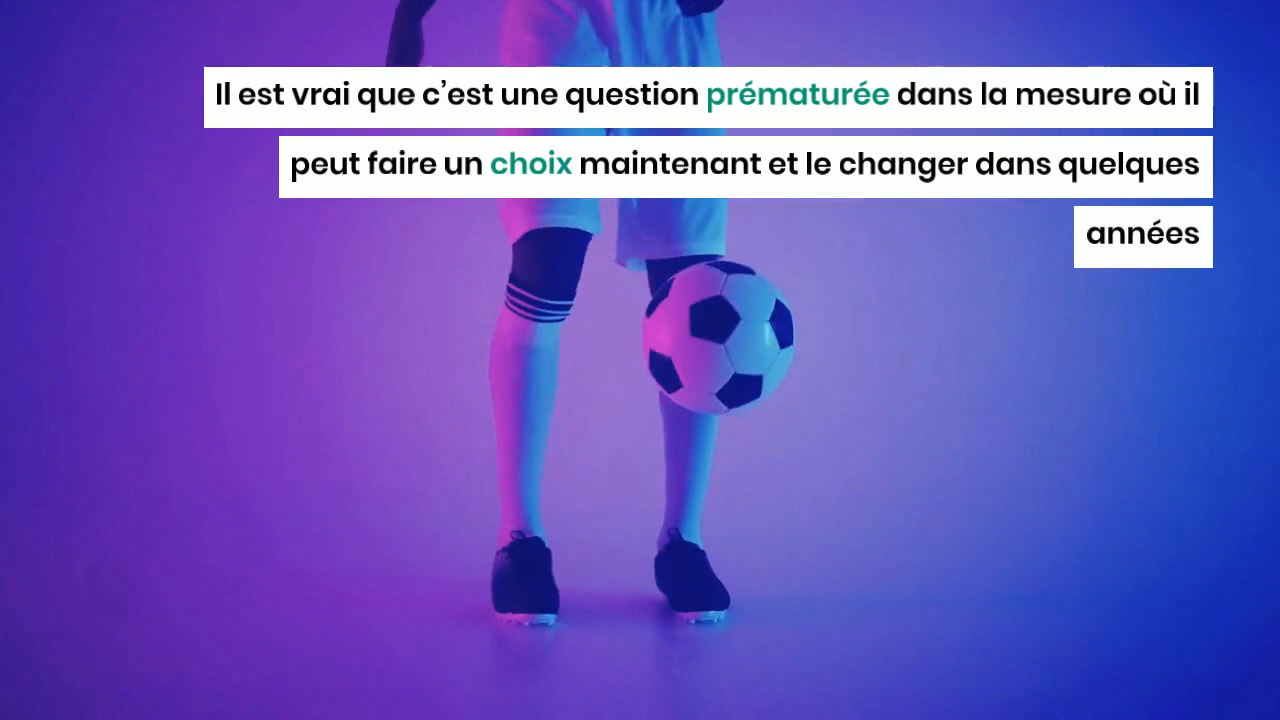 Il est vrai que c’est une question prématurée dans la mesure où il
peut faire un choix maintenant et le changer dans quelques
années